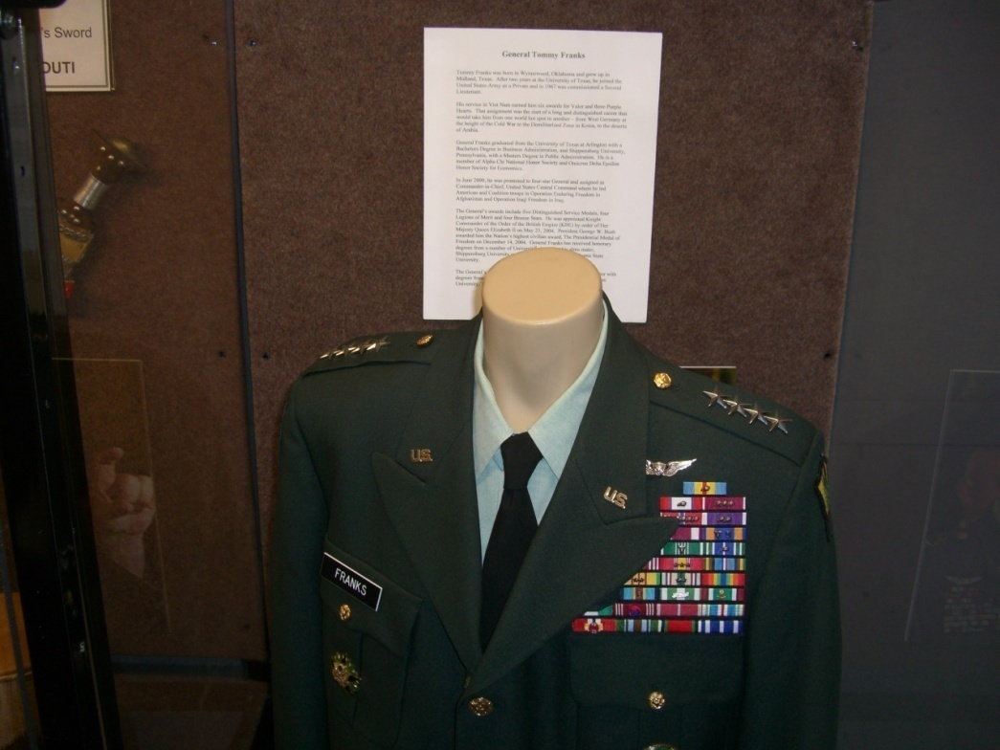 's Sword
OUTI
General Tommy Franks
Tommy Franks was born in Wynnewood, Oklahoma and grew up in
Midland, Texas. After two years at the University of Texas, he joined the
United States Army as a Private and in 1967 was commissioned a Second
Lieutenant.
His service in Viet Nam earned him six awards for Valor and three Purple
Hearts. That assignment was the start of a long and distinguished career that
would take him from one world hot spot to another – from West Germany at
the height of the Cold War to the Demilitarized Zone in Korea, to the deserts
of Arabia.
General Franks graduated from the University of Texas at Arlington with a
Bachelors Degree in Business Administration, and Shippensburg University,
Pennsylvania, with a Masters Degree in Public Administration. He is a
member of Alpha Chi National Honor Society and Omicron Delta Epsilon
Honor Society for Economics.
In June 2000, he was promoted to four-star General and assigned as
Commander-in-Chief, United States Central Command where he led
American and Coalition troops in Operation Enduring Freedom in
Afghanistan and Operation Iraqi Freedom in Iraq.
The General's awards include five Distinguished Service Medals, four
Legions of Merit and four Bronze Stars. He was appointed Knight
Commander of the Order of the British Empire (KBE) by order of Her
Majesty Queen Elizabeth II on May 25, 2004. President George W. Bush
awarded him the Nation's highest civilian award, The Presidential Medal of
Freedom on December 14, 2004. General Franks has received honorary
degrees from a number of alma mater,
Shippensburg University State
University.
The General with
degrees from
University
U.S.
U.S.
FRANKS